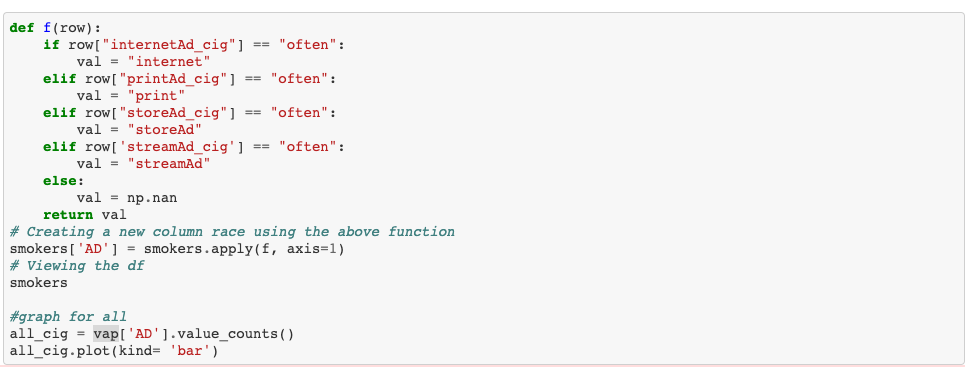 def f(row):
    if row["internetAd_cig"] == "often":
        val = "internet"
    elif row["printAd_cig"] == "often":
        val = "print"
    elif row["storeAd_cig"] == "often":
        val = "storeAd"
    elif row['streamAd_cig'] == "often":
        val = "streamAd"
    else:
        val = np.nan
    return val
# Creating a new column race using the above function
smokers['AD'] = smokers.apply(f, axis=1)
# Viewing the df
smokers

#graph for all
all_cig = vap['AD'].value_counts()
all_cig.plot(kind= 'bar')